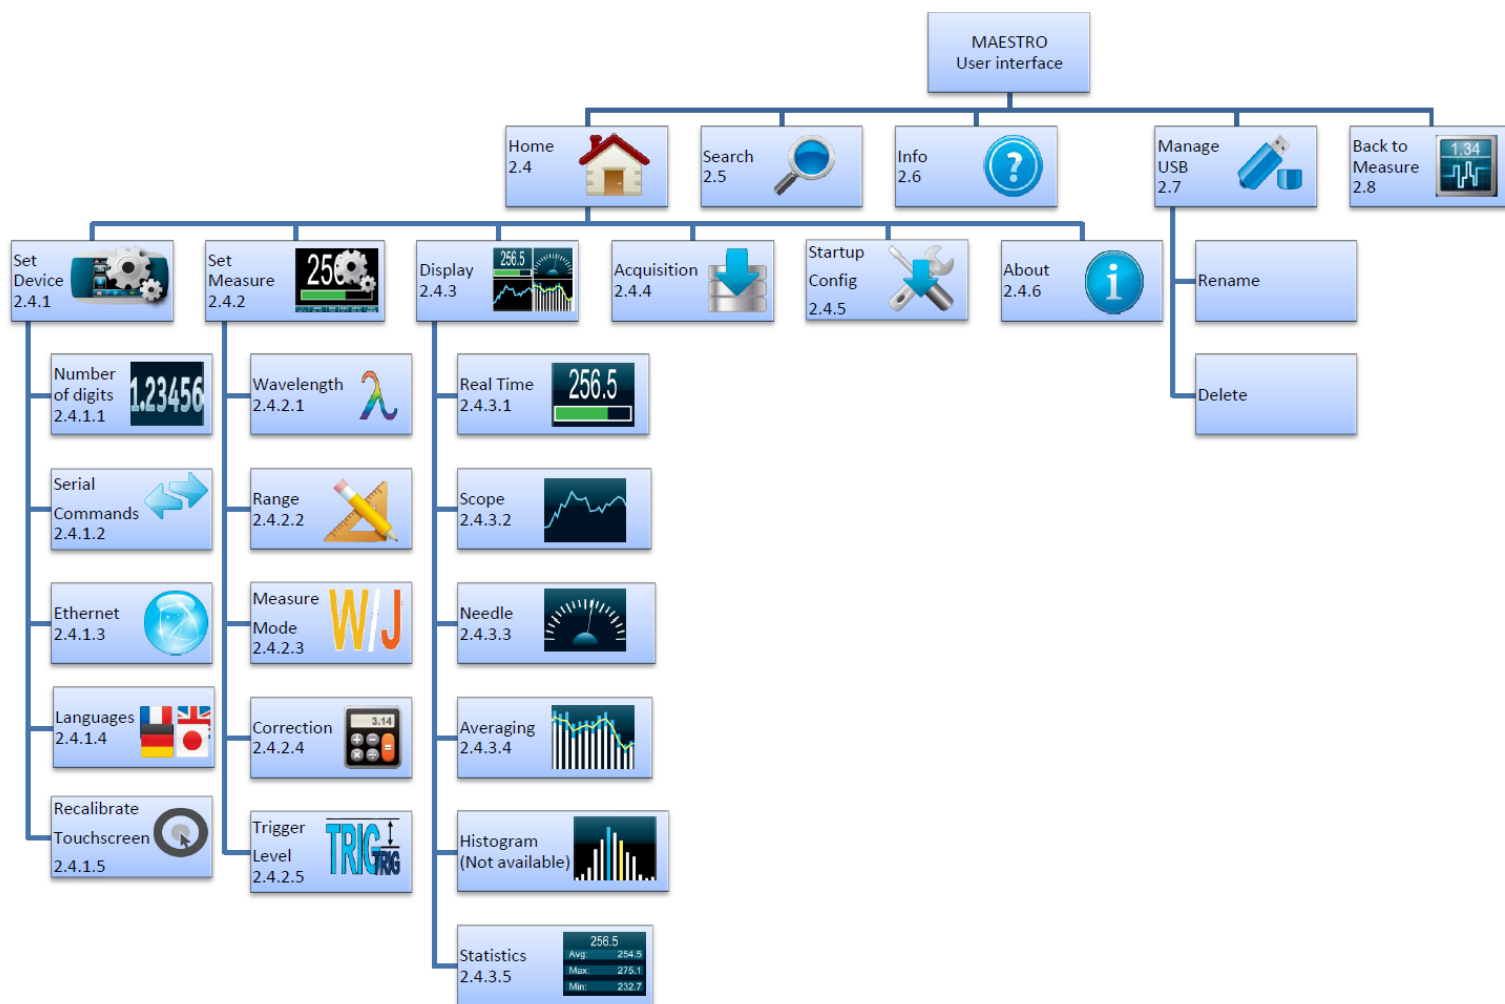 MAESTRO
User interface
Home
2.4
Search
2.5
?
Info
2.6
Manage
USB
2.7
Back to
Measure
2.8
1.34
Set
Device
2.4.1
Set
Measure
2.4.2
Display
2.4.3
256.5
Acquisition
2.4.4
Startup
Config
2.4.5
About
2.4.6
i
Rename
Delete
Number
of digits
2.4.1.1
1.23456
Serial
Commands
2.4.1.2
Ethernet
2.4.1.3
Languages
2.4.1.4
Recalibrate
Touchscreen
2.4.1.5
Wavelength
2.4.2.1
λ
Range
2.4.2.2
Measure
Mode
2.4.2.3
W/J
Correction
2.4.2.4
3.14
Trigger
Level
2.4.2.5
TRIG
TRIG
Real Time
2.4.3.1
256.5
Scope
2.4.3.2
Needle
2.4.3.3
Averaging
2.4.3.4
Histogram
(Not available)
Statistics
2.4.3.5
256.5
Avg: 254.5
Max: 275.1
Min: 232.7